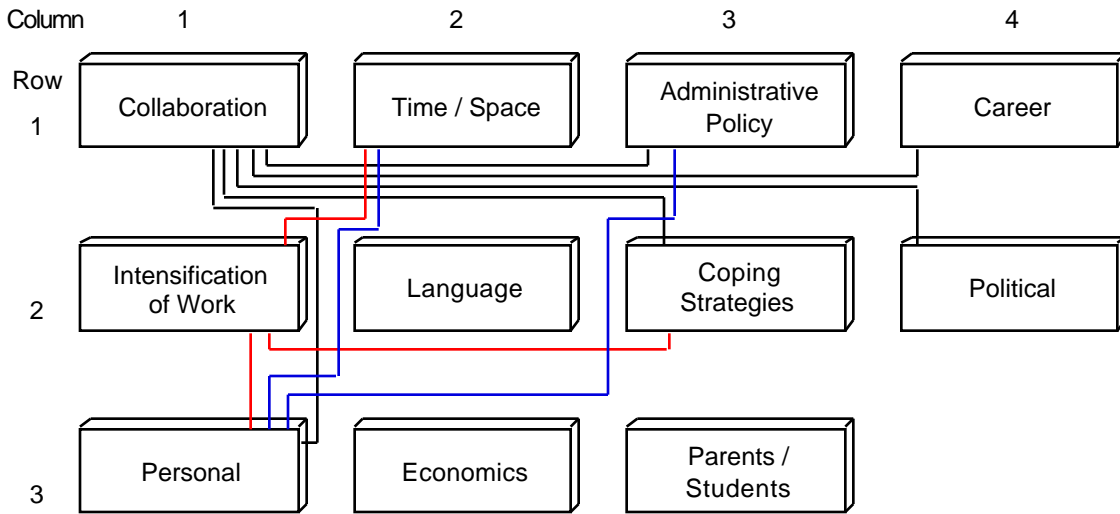 Column 1 2 3 4
Row
1
Collaboration
Time / Space
Administrative
Policy
Career
2
Intensification
of Work
Language
Coping
Strategies
Political
3
Personal
Economics
Parents /
Students